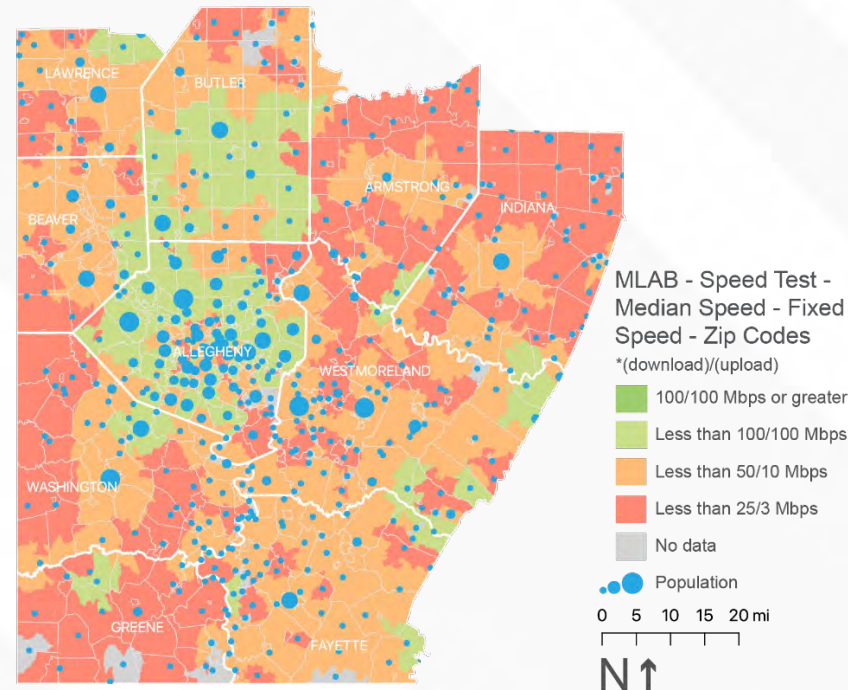 LAWRENCE
BUTLER
ARMSTRONG
INDIANA
BEAVER
ALLEGHENY
WESTMORELAND
WASHINGTON
GREENE
FAYETTE
MLAB - Speed Test -
Median Speed - Fixed
Speed - Zip Codes
*(download)/(upload)
100/100 Mbps or greater
Less than 100/100 Mbps
Less than 50/10 Mbps
Less than 25/3 Mbps
No data
Population
0 5 10 15 20 mi
N↑